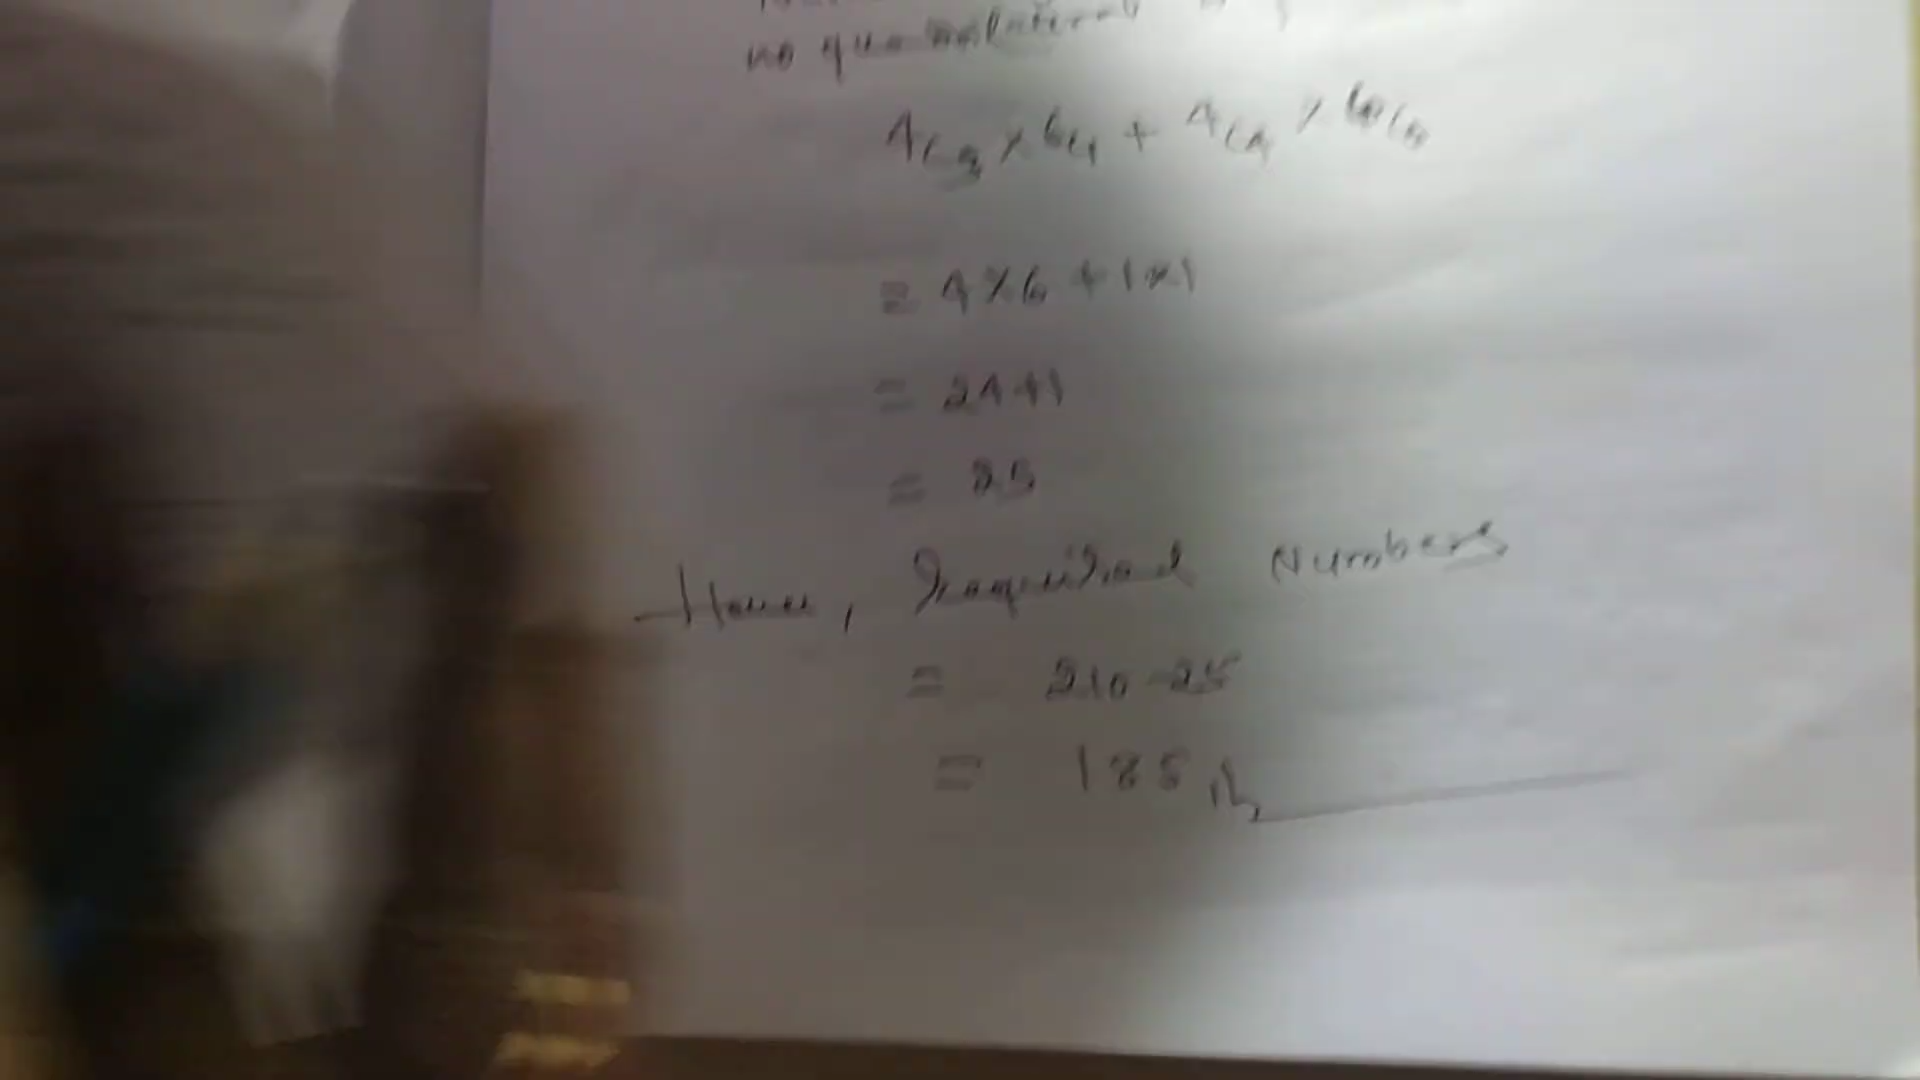 no quadrilateral
4C3 × 6C1 + 4C4 × 6C0
= 4×6 + 1×1
= 24+1
= 25
Hence, Required Numbers
= 210-25
= 185